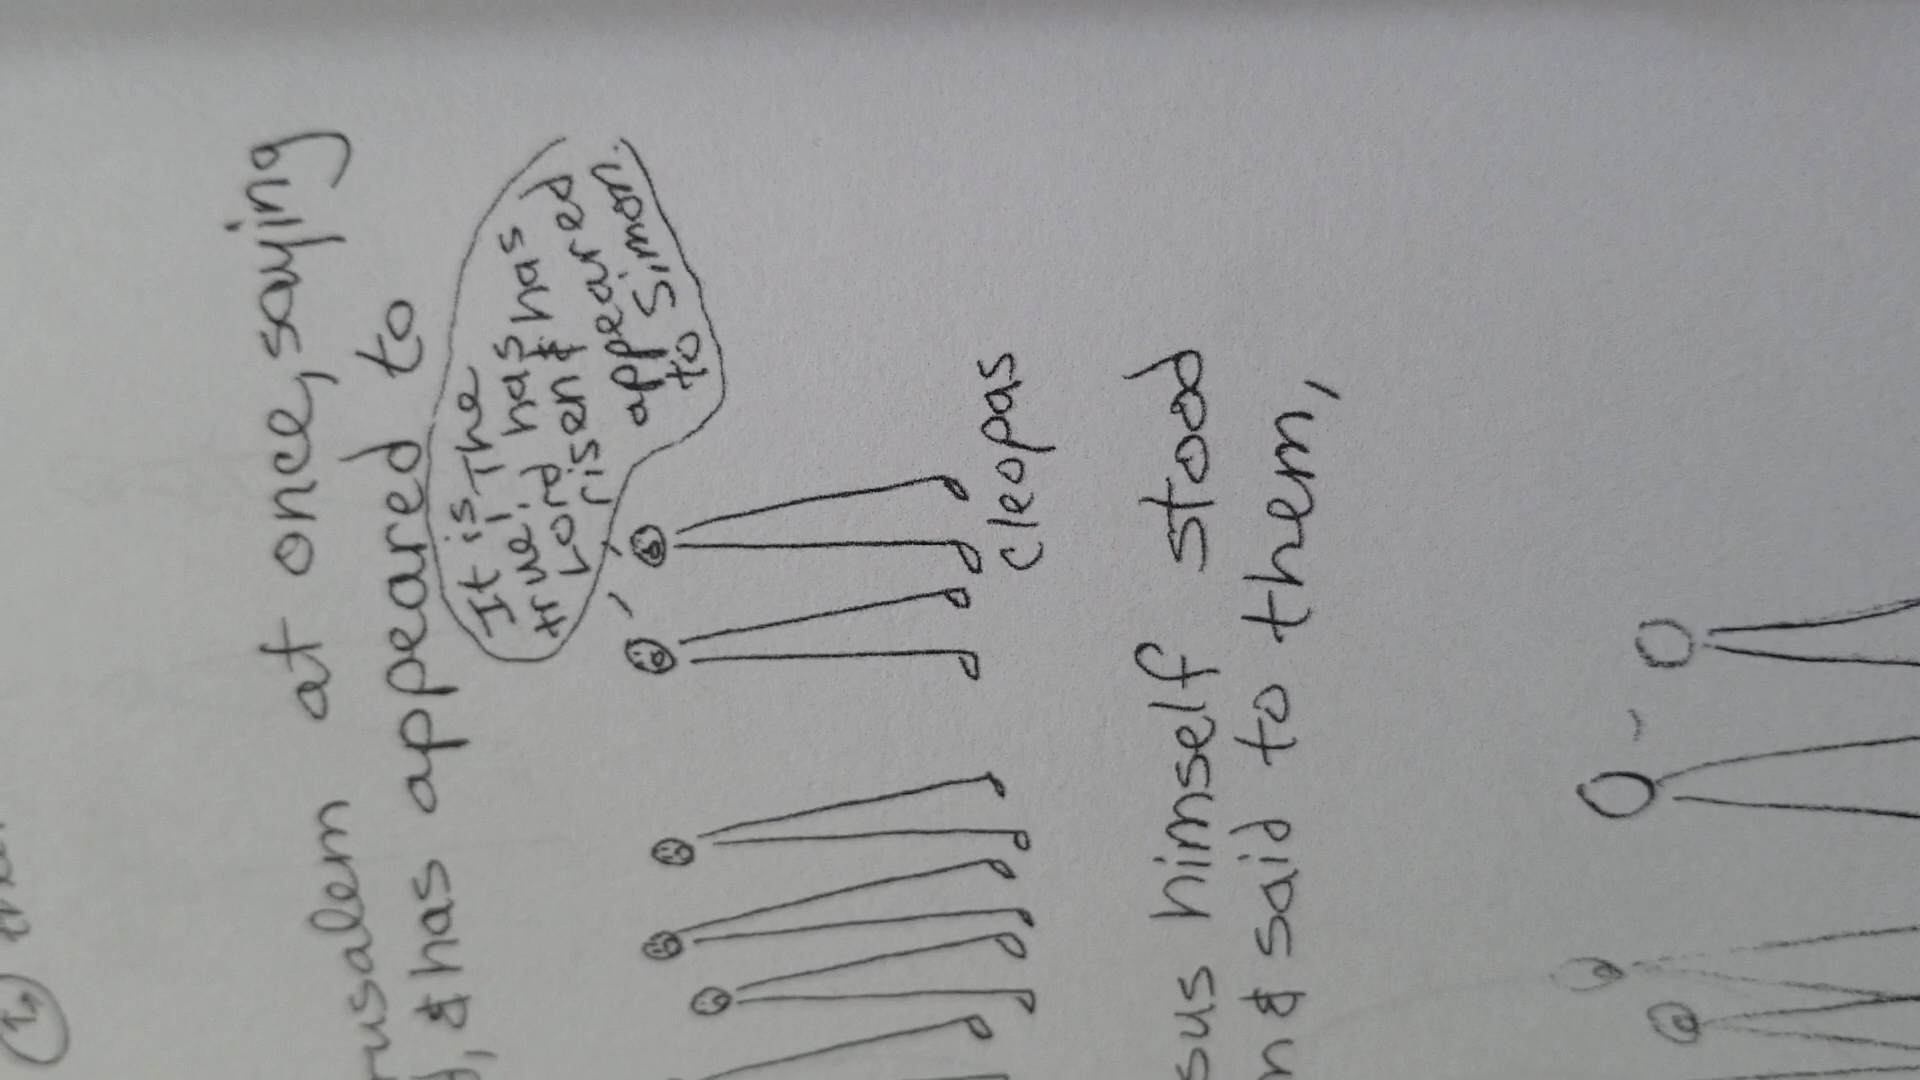 rusalem at once, saying
, & has appeared to
It is The
true! Lord has
risen & has
appeared
to Simon.
cleopas
sus himself stood
n & said to them,